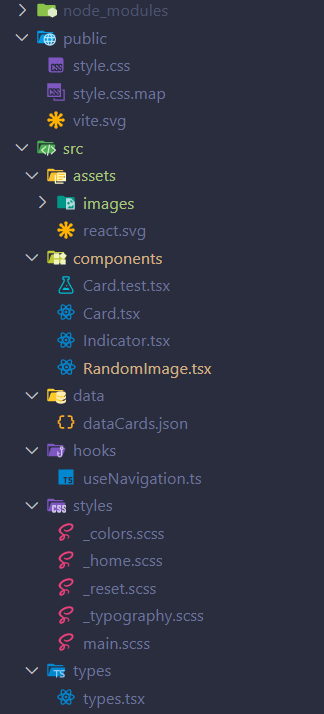 node_modules
public
style.css
style.css.map
vite.svg
src
assets
images
react.svg
components
Card.test.tsx
Card.tsx
Indicator.tsx
RandomImage.tsx
data
dataCards.json
hooks
useNavigation.ts
styles
_colors.scss
_home.scss
_reset.scss
_typography.scss
main.scss
types
types.tsx